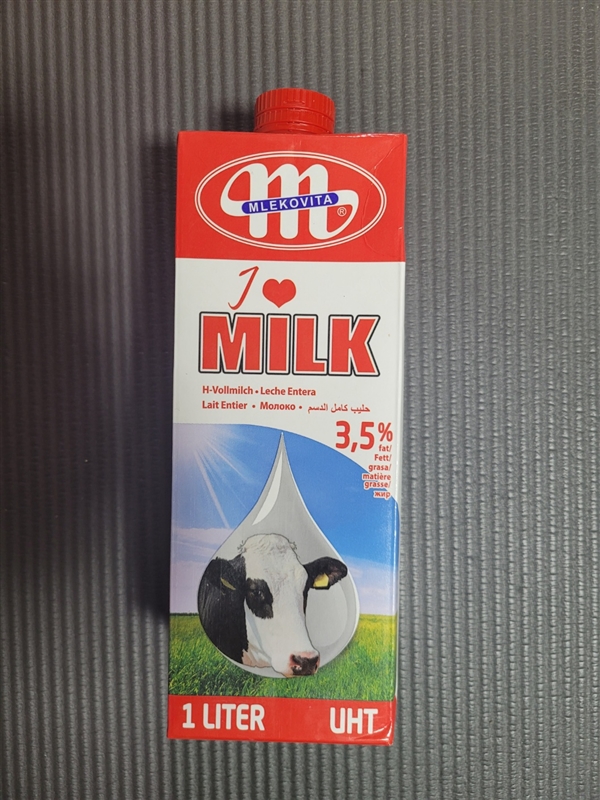 MLEKOVITA ®
I ♥
MILK
H-Vollmilch • Leche Entera
Lait Entier • Молоко • حليب كامل الدسم
3,5%
fat/
Fett/
grasa/
matière
grasse/
жир
1 LITER UHT